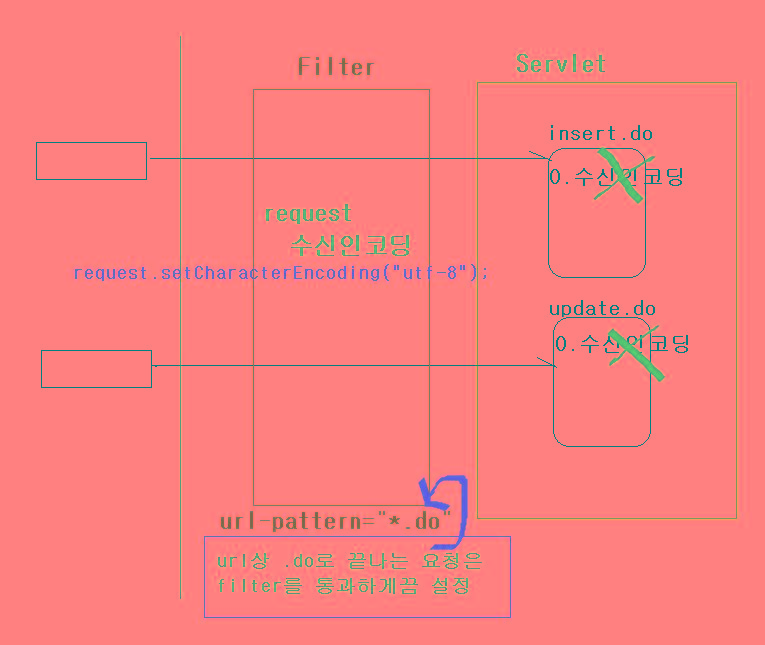 Filter
Servlet
insert.do
0.수신인코딩
request
수신인코딩
request.setCharacterEncoding("utf-8");
update.do
0.수신인코딩
url-pattern="*.do"
url상 .do로 끝나는 요청은
filter를 통과하게끔 설정